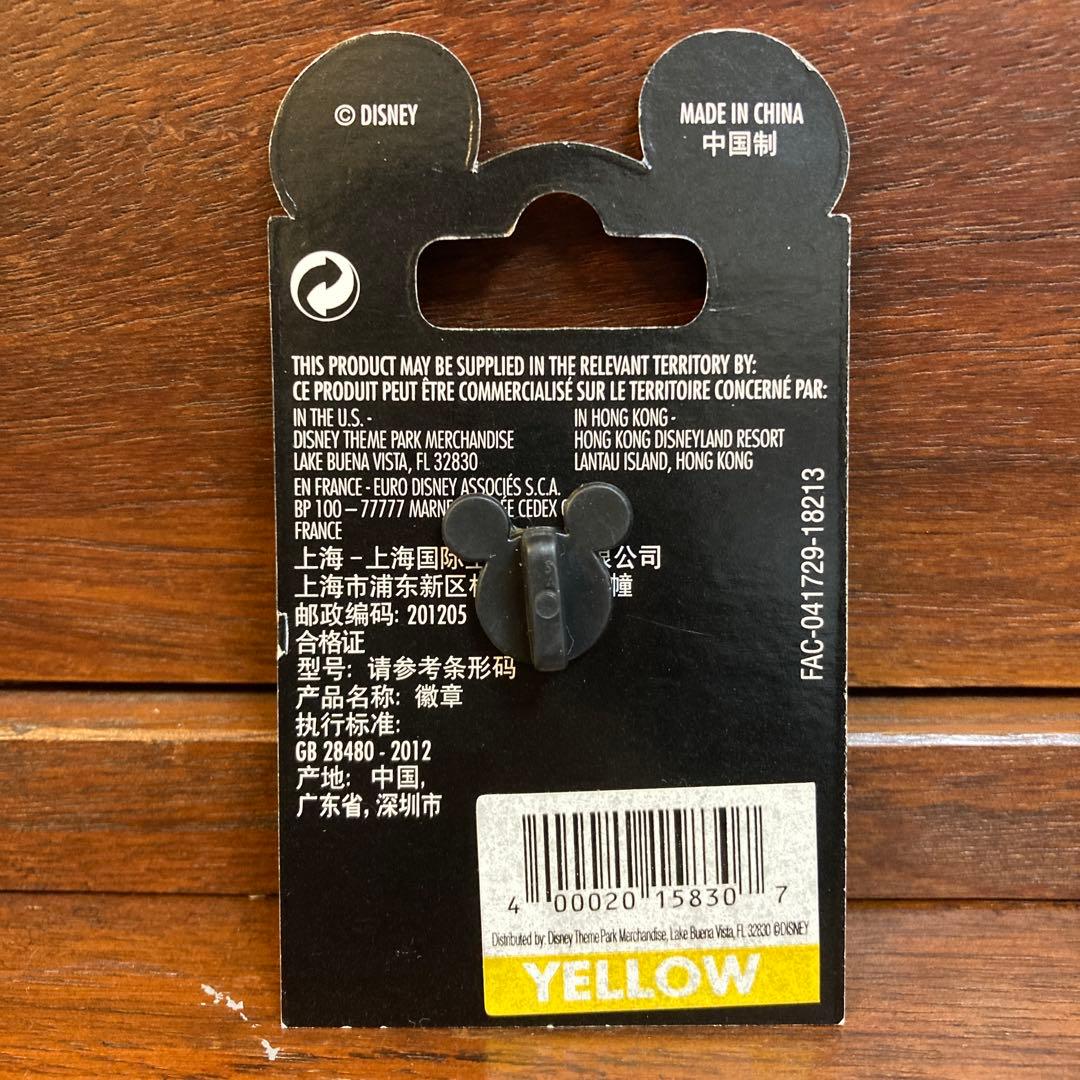 © DISNEY
MADE IN CHINA
中国制
THIS PRODUCT MAY BE SUPPLIED IN THE RELEVANT TERRITORY BY:
CE PRODUIT PEUT ÊTRE COMMERCIALISÉ SUR LE TERRITOIRE CONCERNÉ PAR:
IN THE U.S. -
DISNEY THEME PARK MERCHANDISE
LAKE BUENA VISTA, FL 32830
IN HONG KONG -
HONG KONG DISNEYLAND RESORT
LANTAU ISLAND, HONG KONG
EN FRANCE - EURO DISNEY ASSOCIÉS S.C.A.
BP 100 – 77777 CEDEX
FRANCE
上海 – 上海国际 公司
上海市浦东新区 幢
邮政编码: 201205
合格证
型号: 请参考条形码
产品名称: 徽章
执行标准:
GB 28480 - 2012
产地: 中国,
广东省, 深圳市
FAC-041729-18213
4 00020 15830 7
Distributed by: Disney Theme Park Merchandise, Lake Buena Vista, FL 32830 ©DISNEY
YELLOW